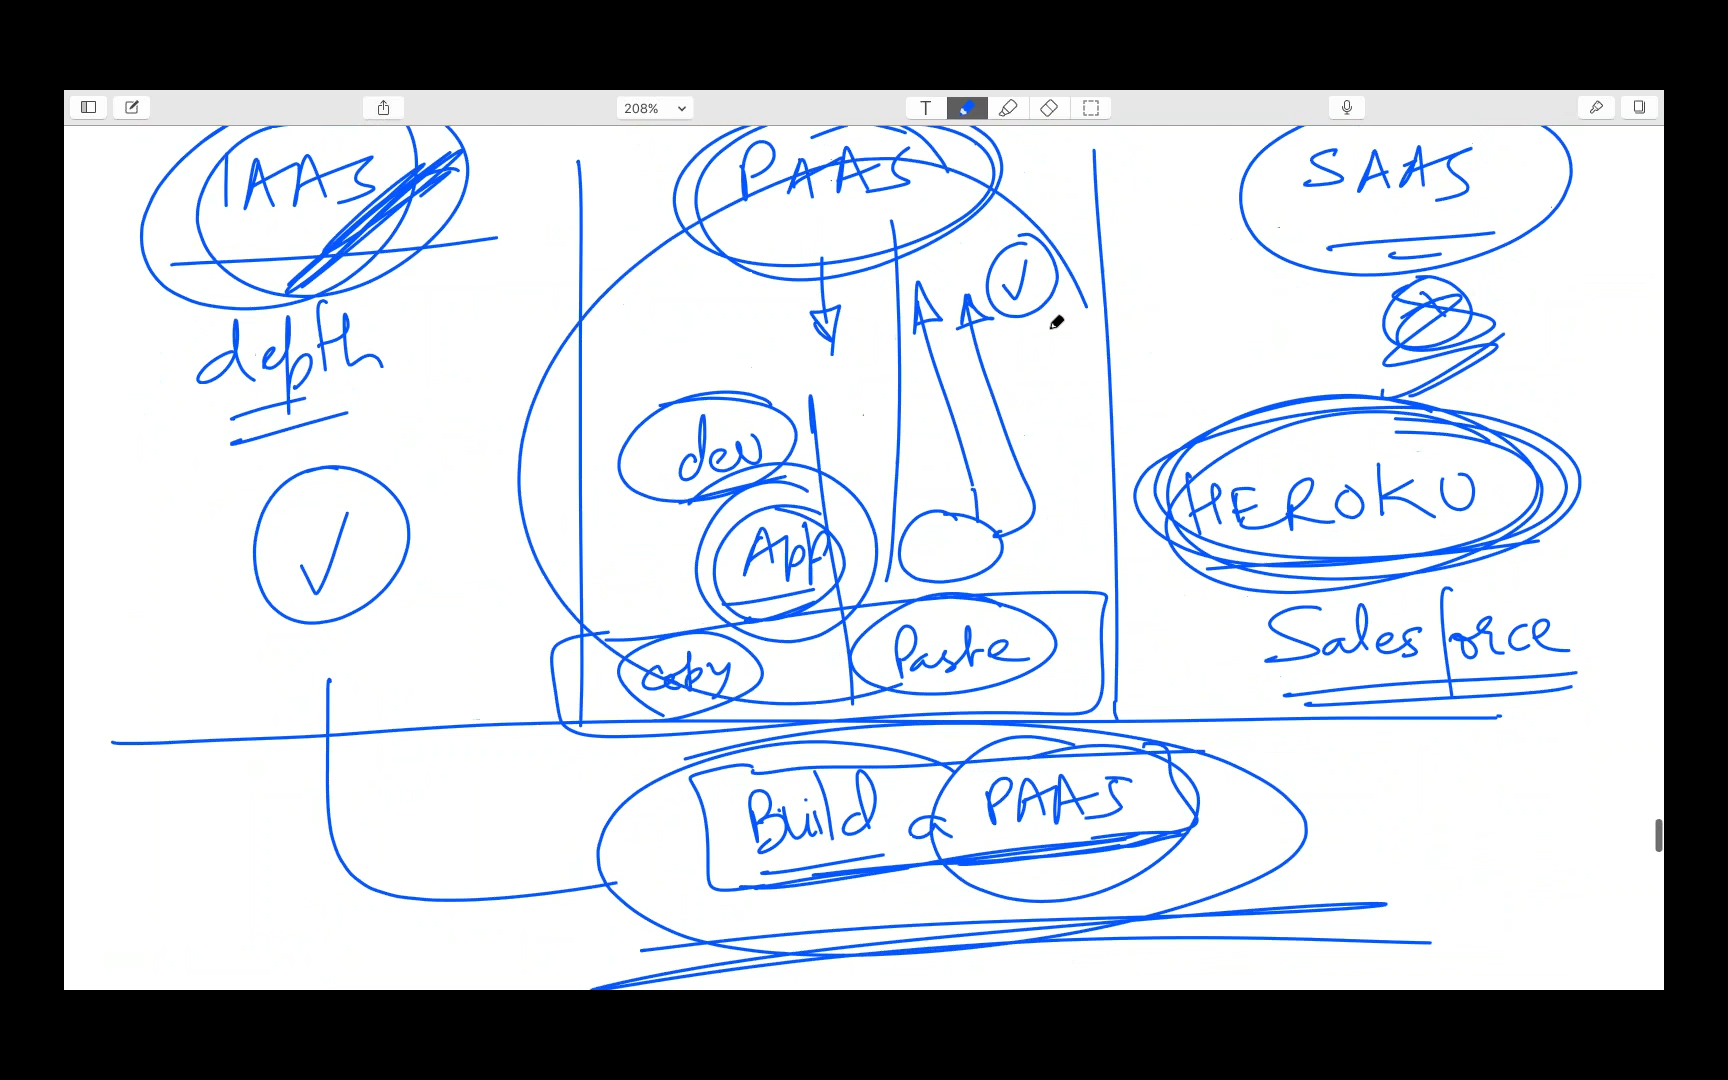 208%
T
IAAS
PAAS
SAAS
depth
dev
App
HEROKU
copy
Paste
Salesforce
Build a PAAS